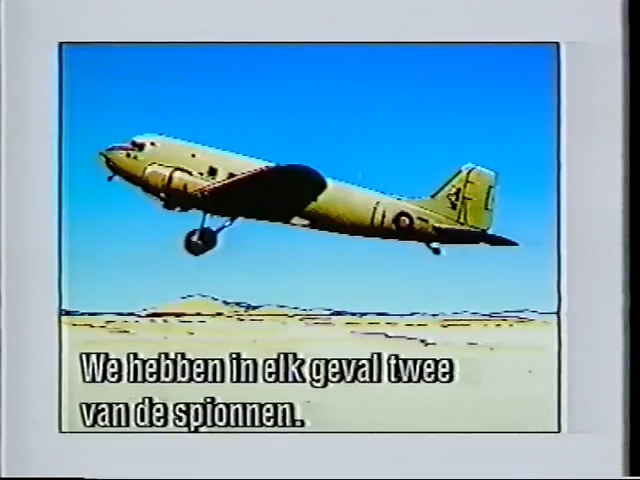 We hebben in elk geval twee
van de spionnen.